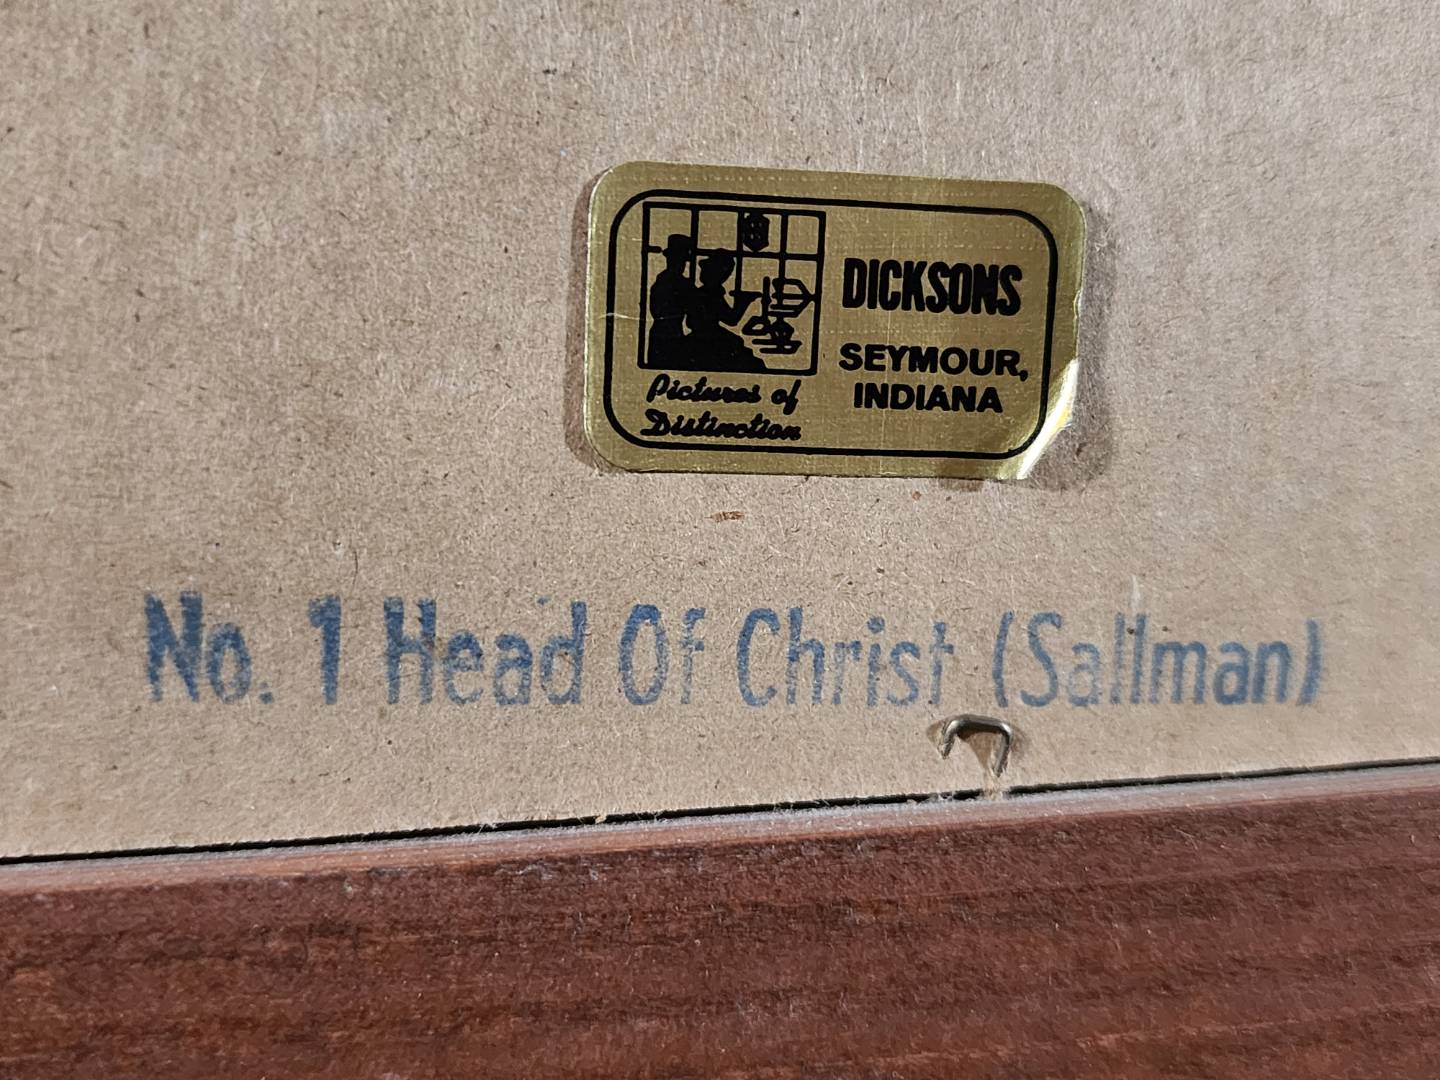 DICKSONS
SEYMOUR,
INDIANA
Pictures of
Distinction
No. 1 Head Of Christ (Sallman)